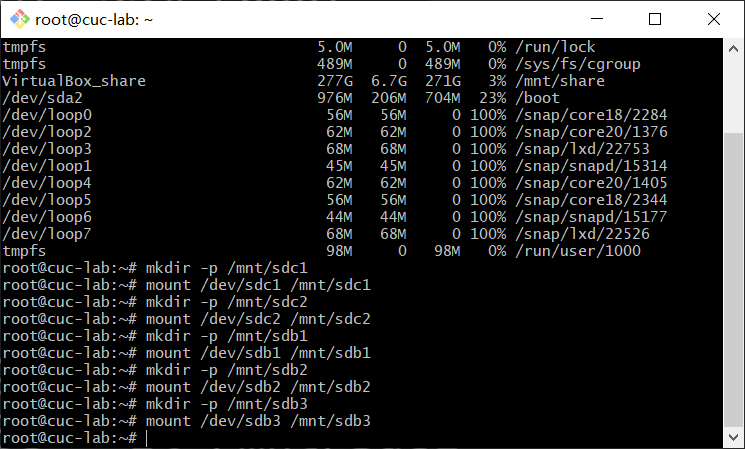 root@cuc-lab: ~
tmpfs 5.0M 0 5.0M 0% /run/lock
tmpfs 489M 0 489M 0% /sys/fs/cgroup
VirtualBox_share 277G 6.7G 271G 3% /mnt/share
/dev/sda2 976M 206M 704M 23% /boot
/dev/loop0 56M 56M 0 100% /snap/core18/2284
/dev/loop2 62M 62M 0 100% /snap/core20/1376
/dev/loop3 68M 68M 0 100% /snap/lxd/22753
/dev/loop1 45M 45M 0 100% /snap/snapd/15314
/dev/loop4 62M 62M 0 100% /snap/core20/1405
/dev/loop5 56M 56M 0 100% /snap/core18/2344
/dev/loop6 44M 44M 0 100% /snap/snapd/15177
/dev/loop7 68M 68M 0 100% /snap/lxd/22526
tmpfs 98M 0 98M 0% /run/user/1000
root@cuc-lab:~# mkdir -p /mnt/sdc1
root@cuc-lab:~# mount /dev/sdc1 /mnt/sdc1
root@cuc-lab:~# mkdir -p /mnt/sdc2
root@cuc-lab:~# mount /dev/sdc2 /mnt/sdc2
root@cuc-lab:~# mkdir -p /mnt/sdb1
root@cuc-lab:~# mount /dev/sdb1 /mnt/sdb1
root@cuc-lab:~# mkdir -p /mnt/sdb2
root@cuc-lab:~# mount /dev/sdb2 /mnt/sdb2
root@cuc-lab:~# mkdir -p /mnt/sdb3
root@cuc-lab:~# mount /dev/sdb3 /mnt/sdb3
root@cuc-lab:~#